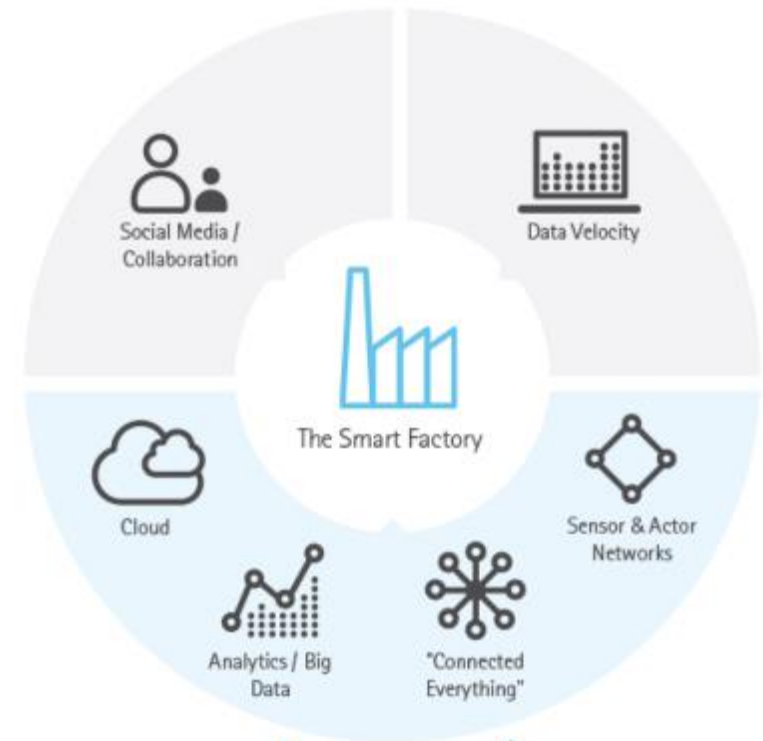 Social Media /
Collaboration
Data Velocity
The Smart Factory
Cloud
Sensor & Actor
Networks
Analytics / Big
Data
"Connected
Everything"